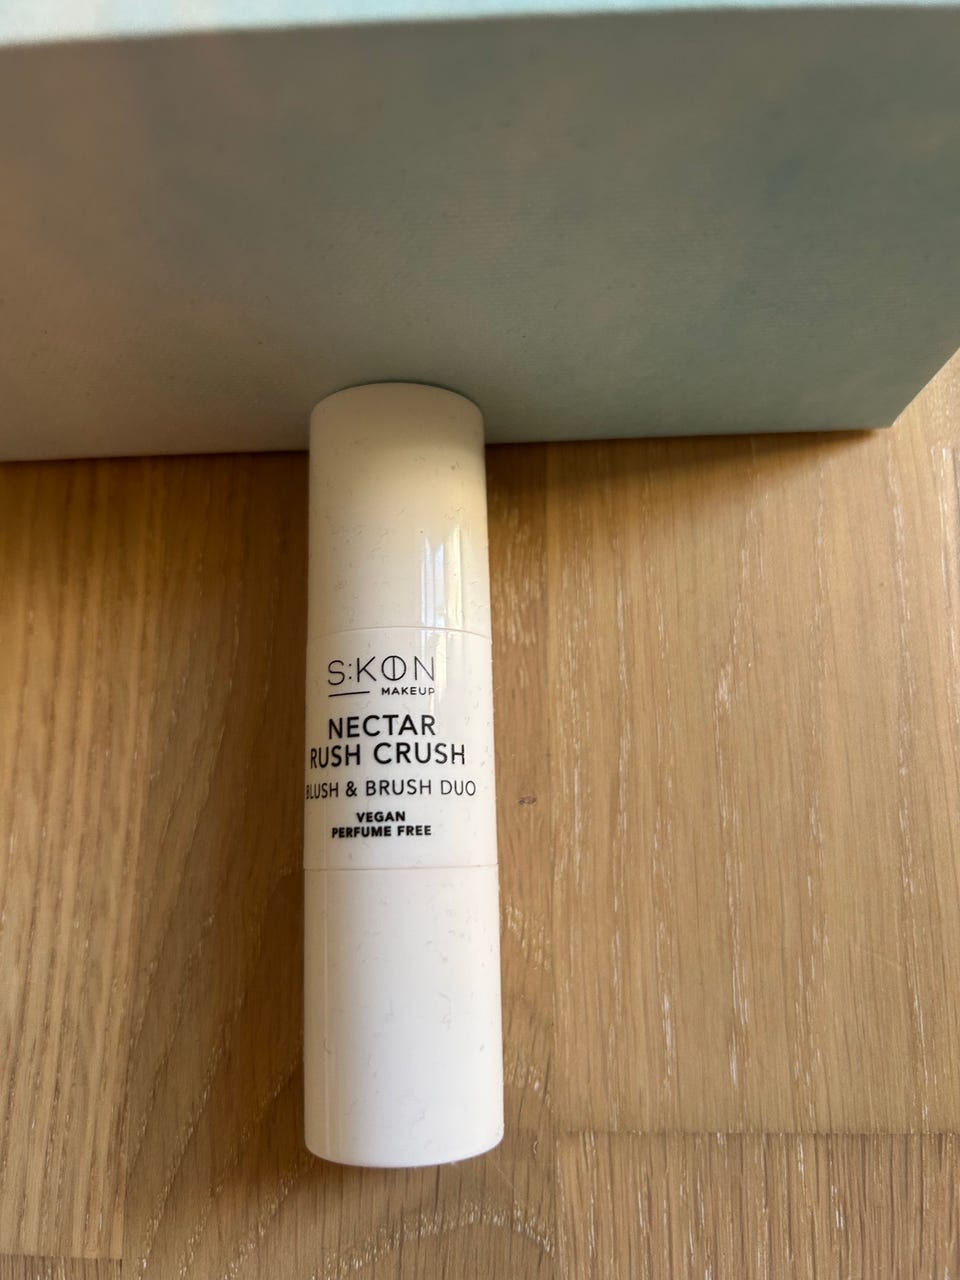 S:KIN
MAKEUP
NECTAR
RUSH CRUSH
BLUSH & BRUSH DUO
VEGAN
PERFUME FREE